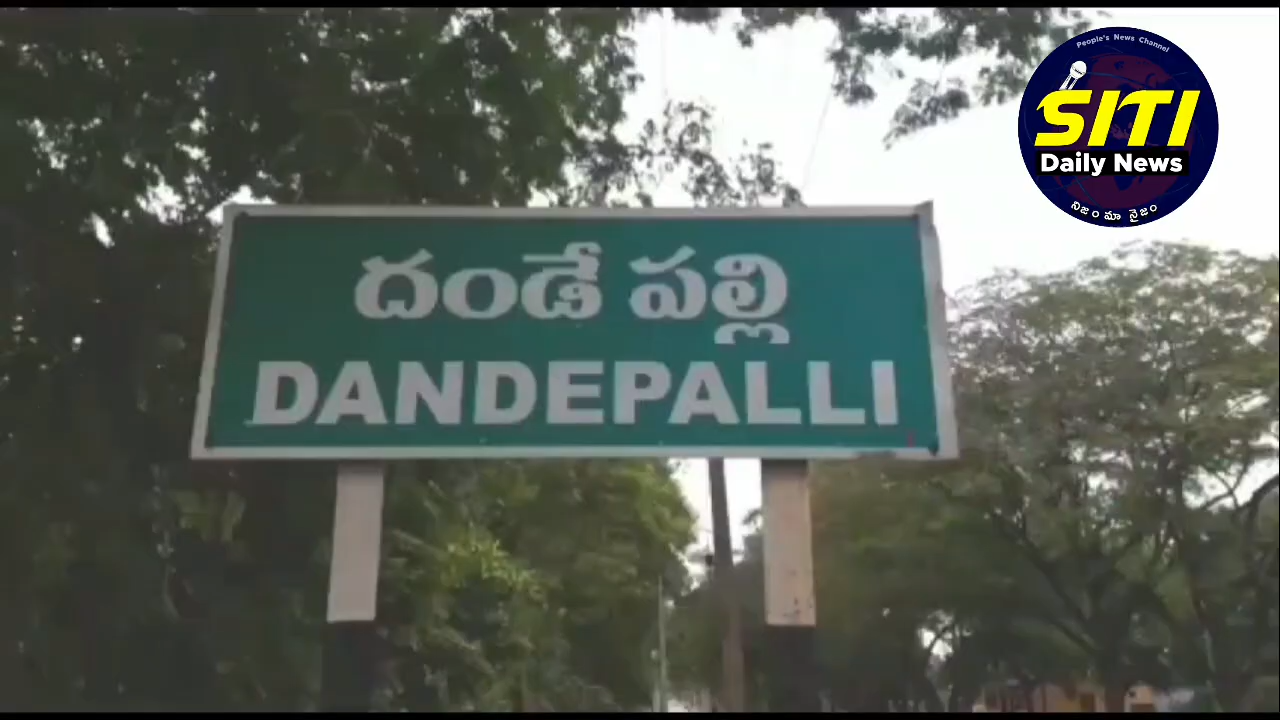 People's News Channel
SITI
Daily News
నిజం మా నైజం
దండే పల్లి
DANDEPALLI